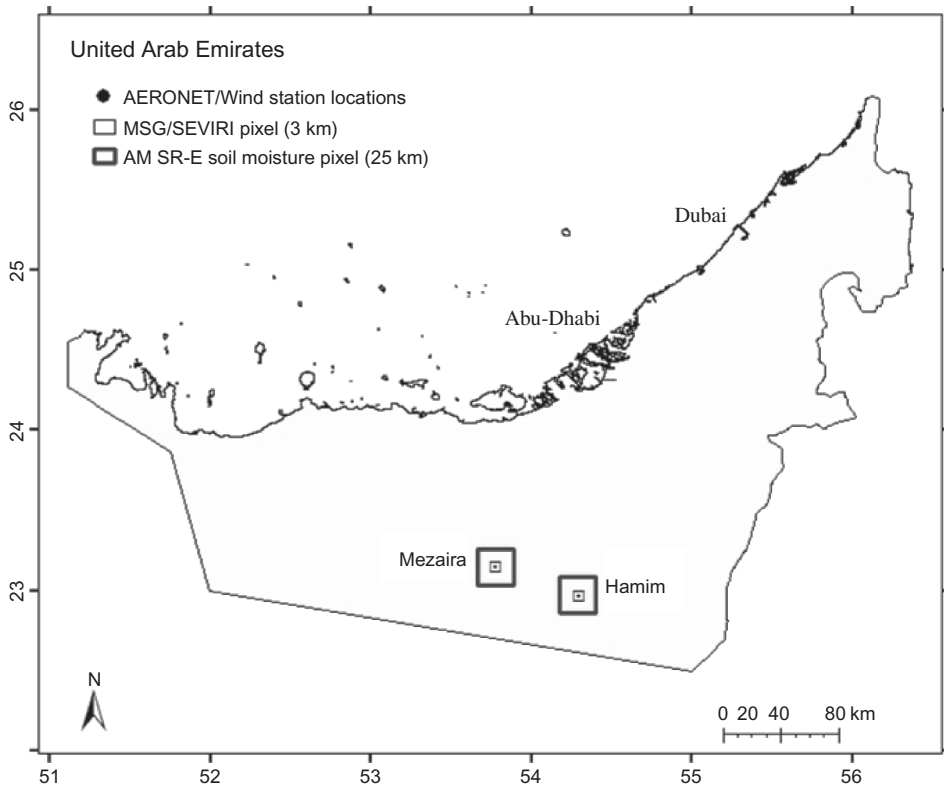 United Arab Emirates
AERONET/Wind station locations
MSG/SEVIRI pixel (3 km)
AM SR-E soil moisture pixel (25 km)
26
Dubai
25
Abu-Dhabi
24
Mezaira
Hamim
23
N
0 20 40 80 km
51 52 53 54 55 56